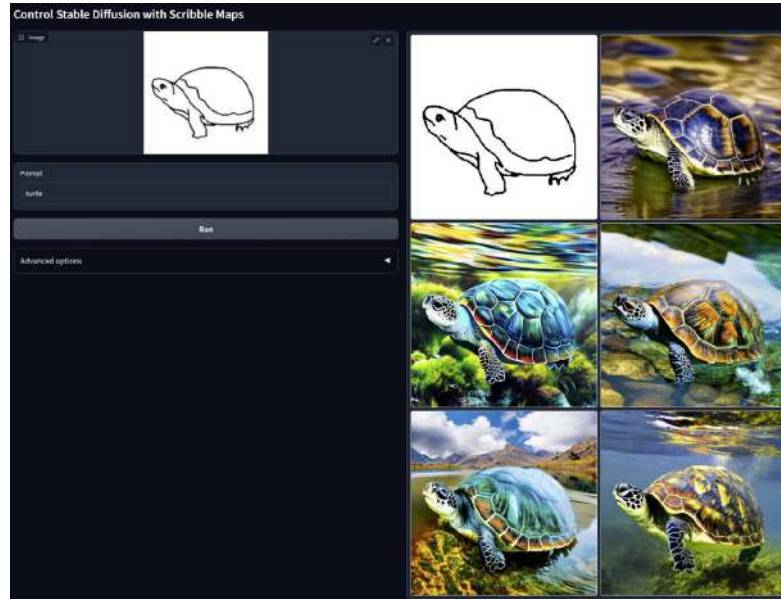 Control Stable Diffusion with Scribble Maps
Image
Prompt
turtle
Run
Advanced options